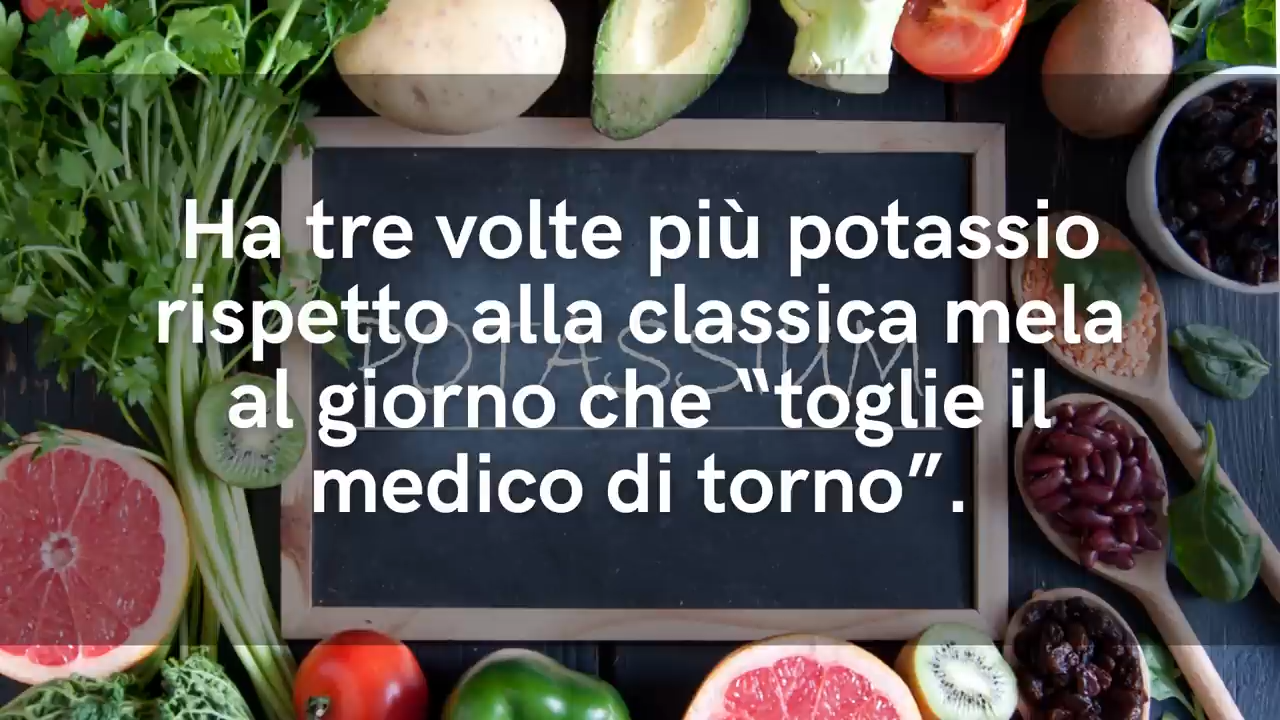 Ha tre volte più potassio
rispetto alla classica mela
al giorno che “toglie il
medico di torno”.
POTASSIUM